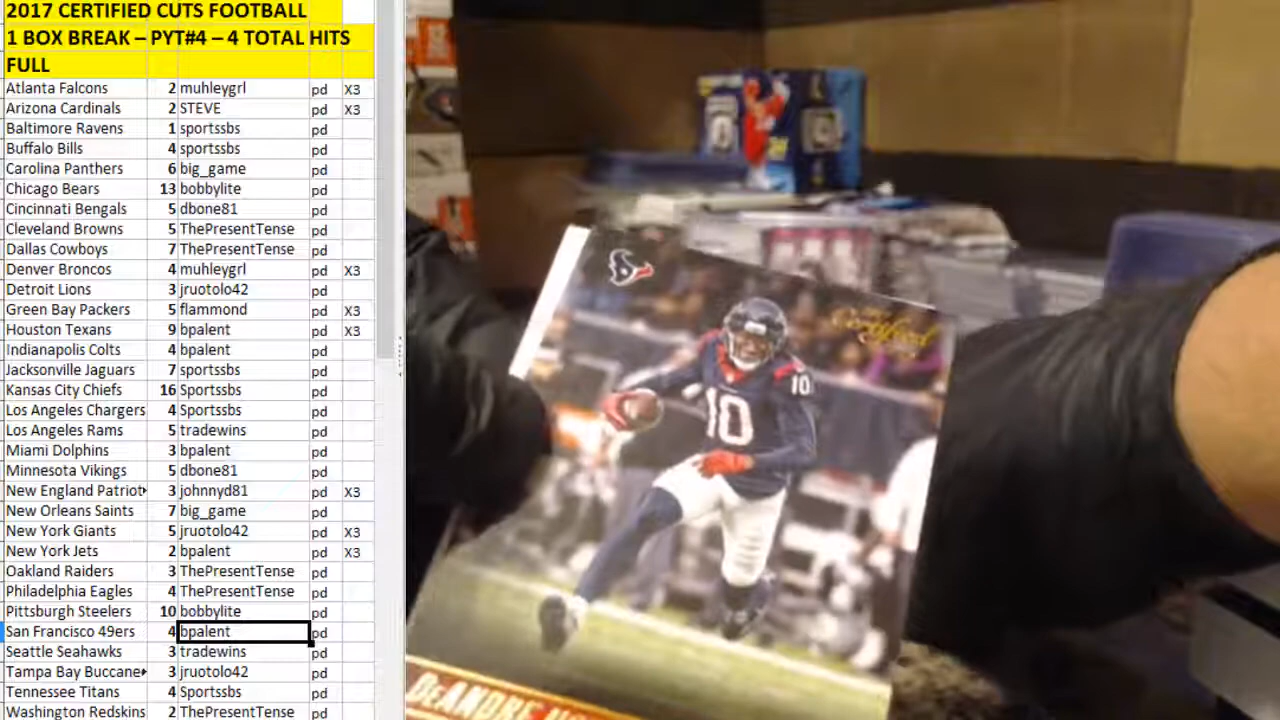 2017 CERTIFIED CUTS FOOTBALL
1 BOX BREAK – PYT#4 – 4 TOTAL HITS
FULL
Atlanta Falcons 2 muhleygrl pd X3
Arizona Cardinals 2 STEVE pd X3
Baltimore Ravens 1 sportssbs pd
Buffalo Bills 4 sportssbs pd
Carolina Panthers 6 big_game pd
Chicago Bears 13 bobbylite pd
Cincinnati Bengals 5 dbone81 pd
Cleveland Browns 5 ThePresentTense pd
Dallas Cowboys 7 ThePresentTense pd
Denver Broncos 4 muhleygrl pd X3
Detroit Lions 3 jruotolo42 pd
Green Bay Packers 5 flammond pd X3
Houston Texans 9 bpalent pd X3
Indianapolis Colts 4 bpalent pd
Jacksonville Jaguars 7 sportssbs pd
Kansas City Chiefs 16 Sportssbs pd
Los Angeles Chargers 4 Sportssbs pd
Los Angeles Rams 5 tradewins pd
Miami Dolphins 3 bpalent pd
Minnesota Vikings 5 dbone81 pd
New England Patriot 3 johnnyd81 pd X3
New Orleans Saints 7 big_game pd
New York Giants 5 jruotolo42 pd X3
New York Jets 2 bpalent pd X3
Oakland Raiders 3 ThePresentTense pd
Philadelphia Eagles 4 ThePresentTense pd
Pittsburgh Steelers 10 bobbylite pd
San Francisco 49ers 4 bpalent pd
Seattle Seahawks 3 tradewins pd
Tampa Bay Buccane 3 jruotolo42 pd
Tennessee Titans 4 Sportssbs pd
Washington Redskins 2 ThePresentTense pd
Certified
10
10
DEANDRE